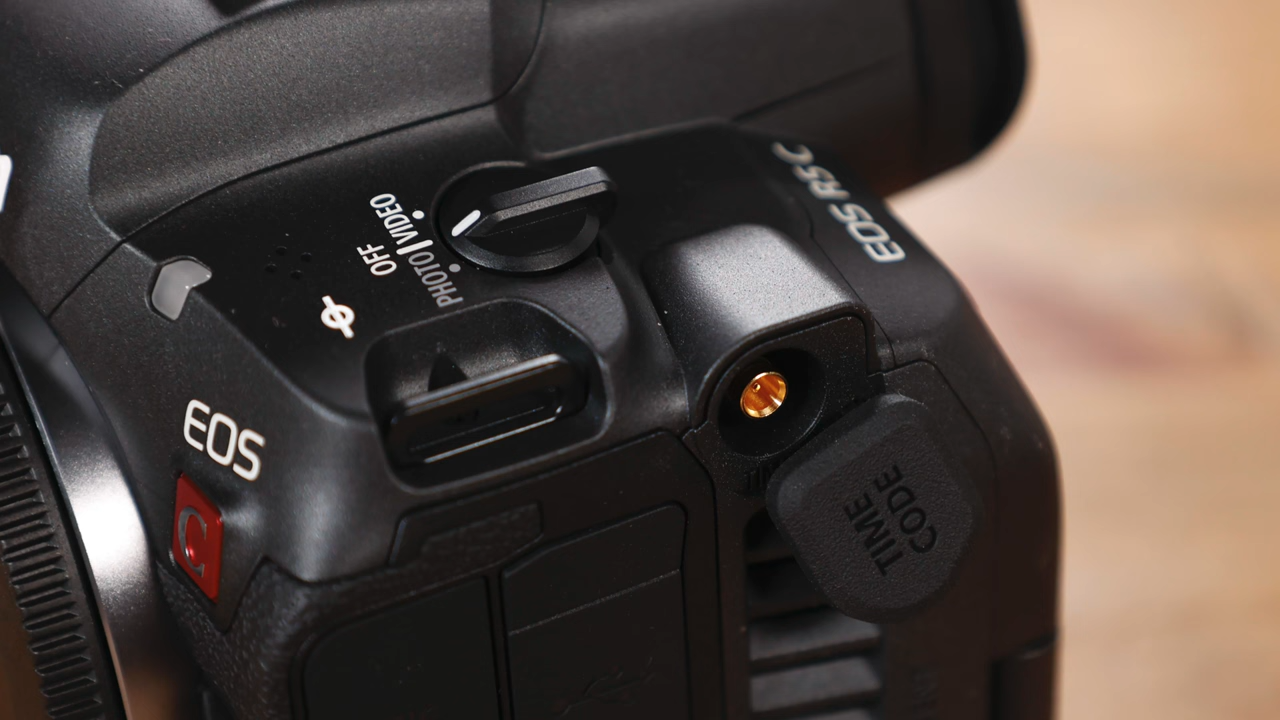 VIDEO
OFF
PHOTO
EOS R5 C
EOS
C
TIME
CODE